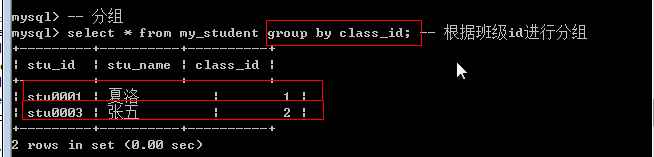 mysql> -- 分组
mysql> select * from my_student group by class_id; -- 根据班级id进行分组
+---------+----------+----------+
| stu_id | stu_name | class_id |
+---------+----------+----------+
| stu0001 | 夏洛 | 1 |
| stu0003 | 张五 | 2 |
+---------+----------+----------+
2 rows in set (0.00 sec)